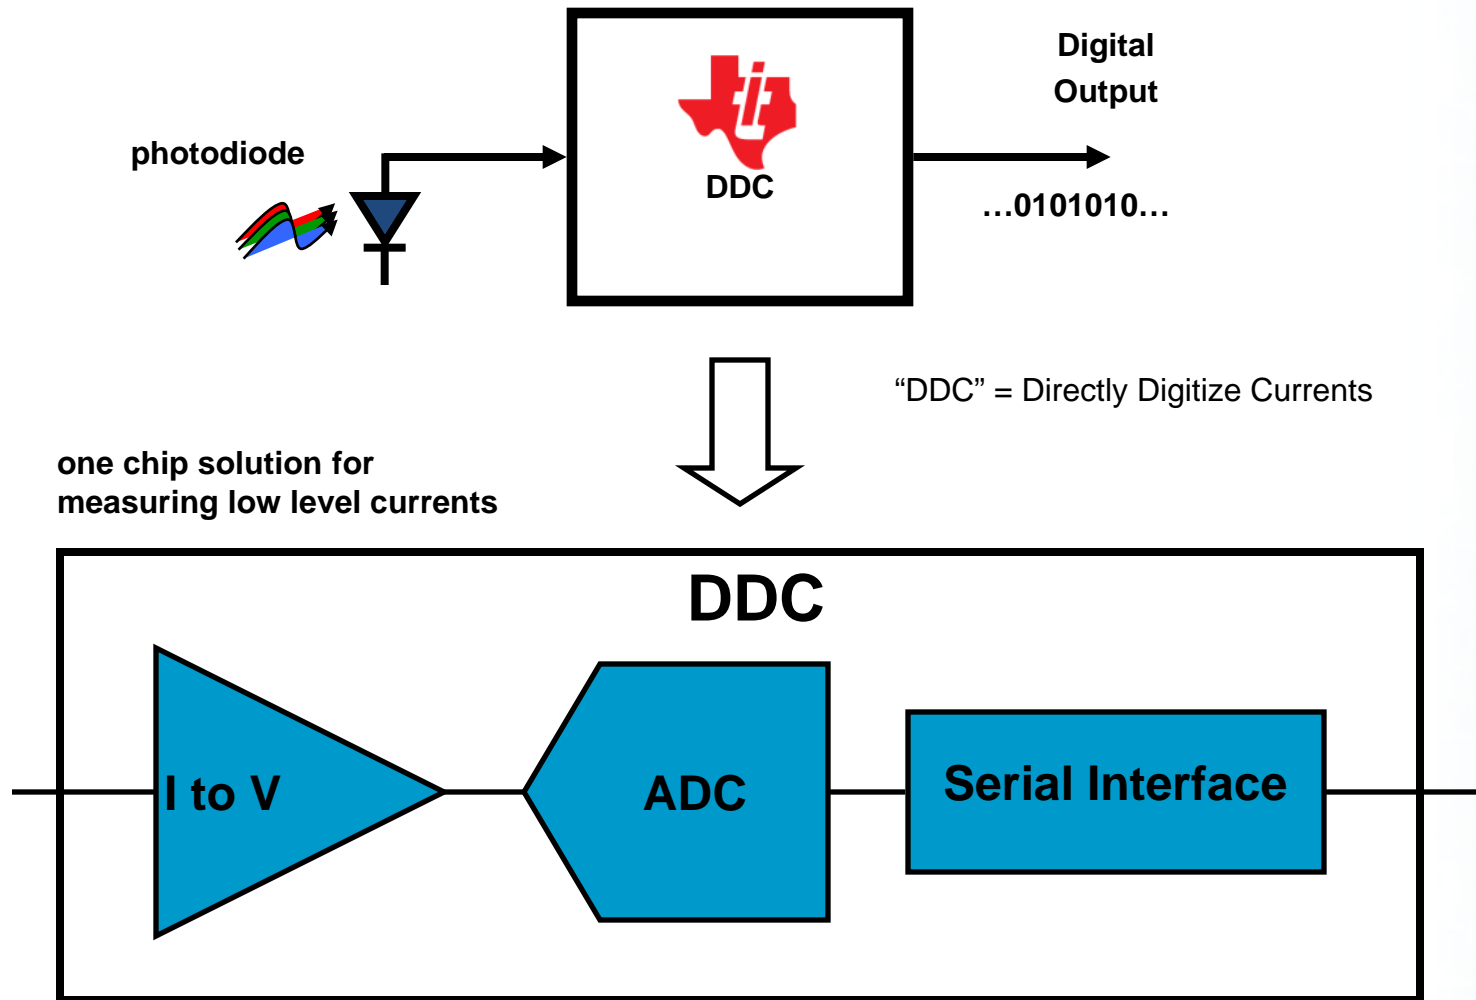 Digital
Output
photodiode
DDC
…0101010…
“DDC” = Directly Digitize Currents
one chip solution for
measuring low level currents
DDC
I to V
ADC
Serial Interface